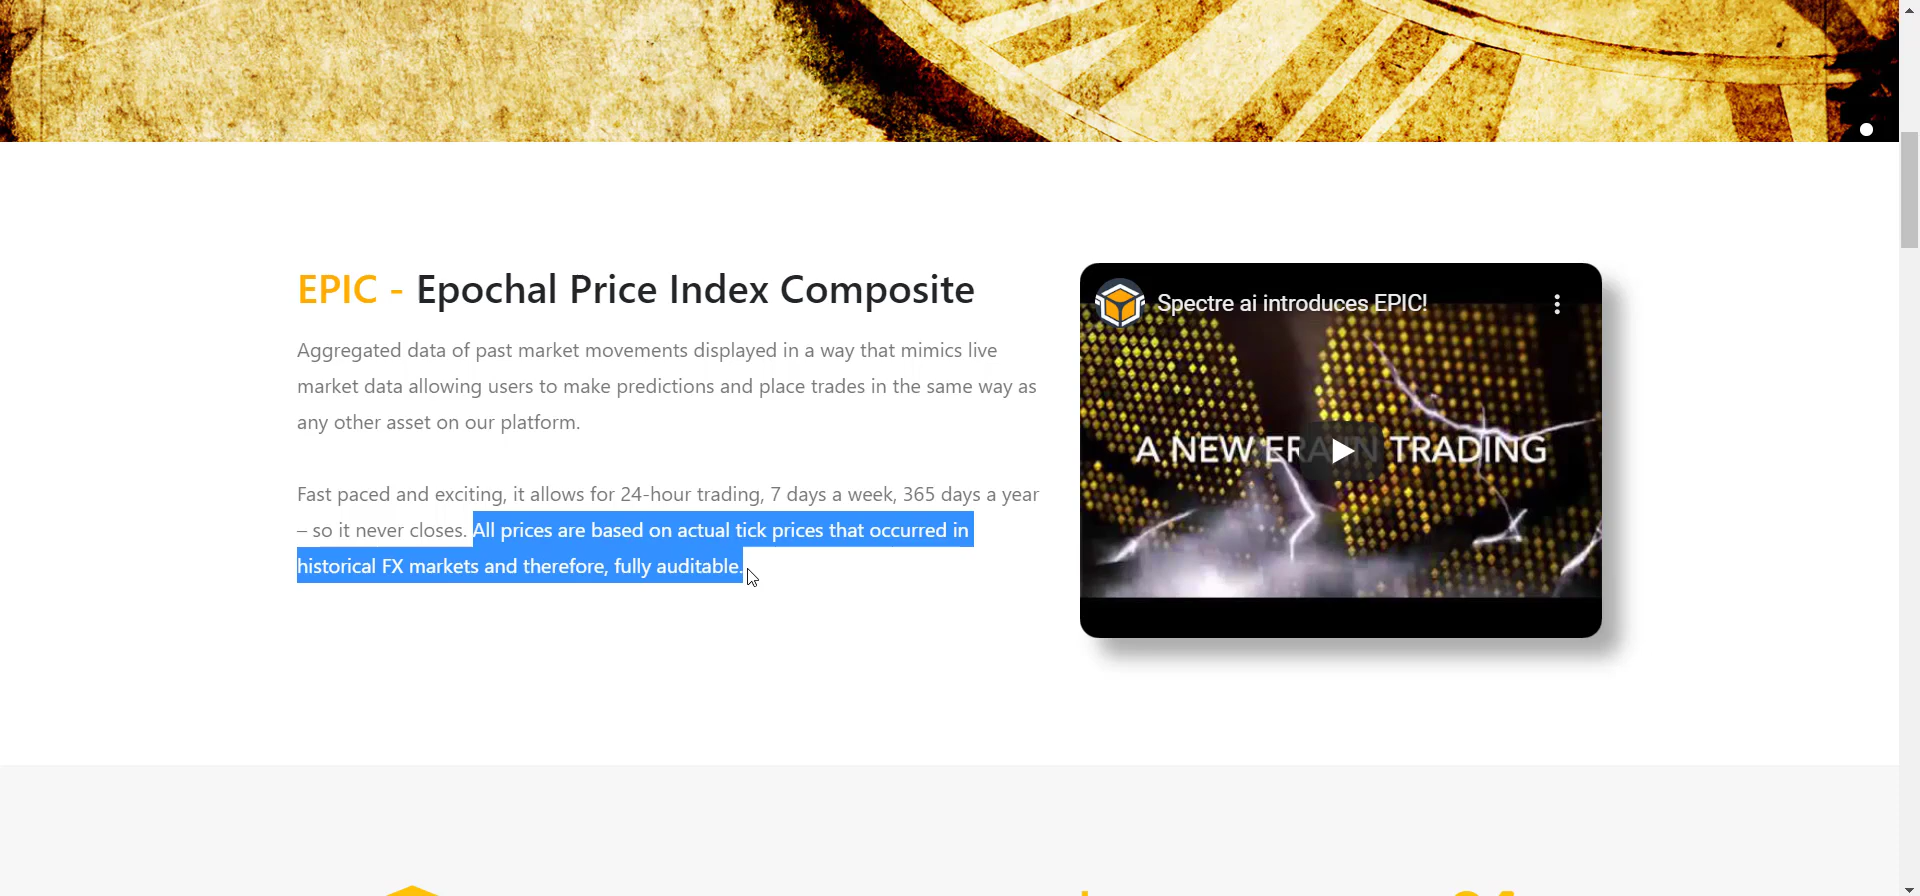 EPIC - Epochal Price Index Composite
Aggregated data of past market movements displayed in a way that mimics live
market data allowing users to make predictions and place trades in the same way as
any other asset on our platform.
Fast paced and exciting, it allows for 24-hour trading, 7 days a week, 365 days a year
– so it never closes. All prices are based on actual tick prices that occurred in
historical FX markets and therefore, fully auditable.
Spectre ai introduces EPIC!
A NEW ERA IN TRADING